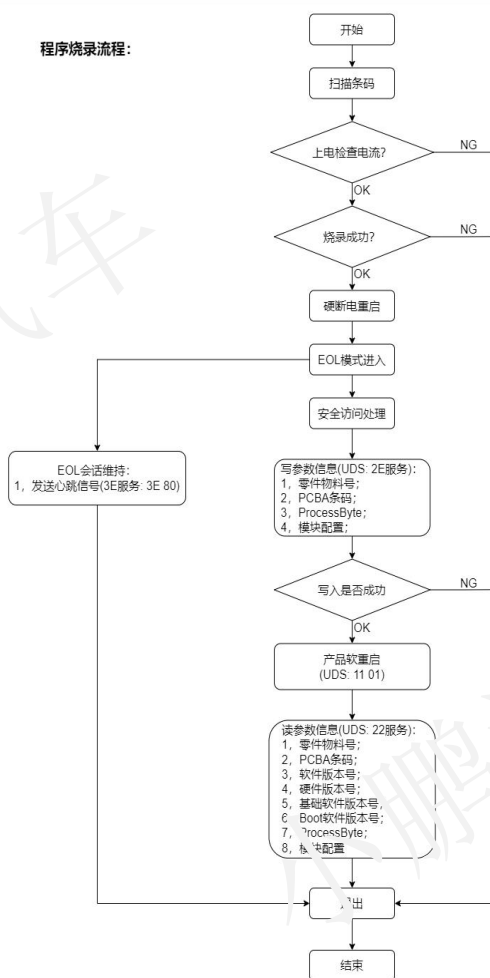 程序烧录流程：
开始
扫描条码
上电检查电流？
NG
OK
烧录成功？
NG
OK
硬断电重启
EOL模式进入
安全访问处理
EOL会话维持：
1，发送心跳信号(3E服务: 3E 80)
写参数信息(UDS: 2E服务)：
1，零件物料号；
2，PCBA条码；
3，ProcessByte；
4，模块配置；
写入是否成功
NG
OK
产品软重启
(UDS: 11 01)
读参数信息(UDS: 22服务)：
1，零件物料号；
2，PCBA条码；
3，软件版本号；
4，硬件版本号；
5，基础软件版本号；
6，Boot软件版本号；
7，ProcessByte；
8，模块配置
出
结束
汽车
小鹏